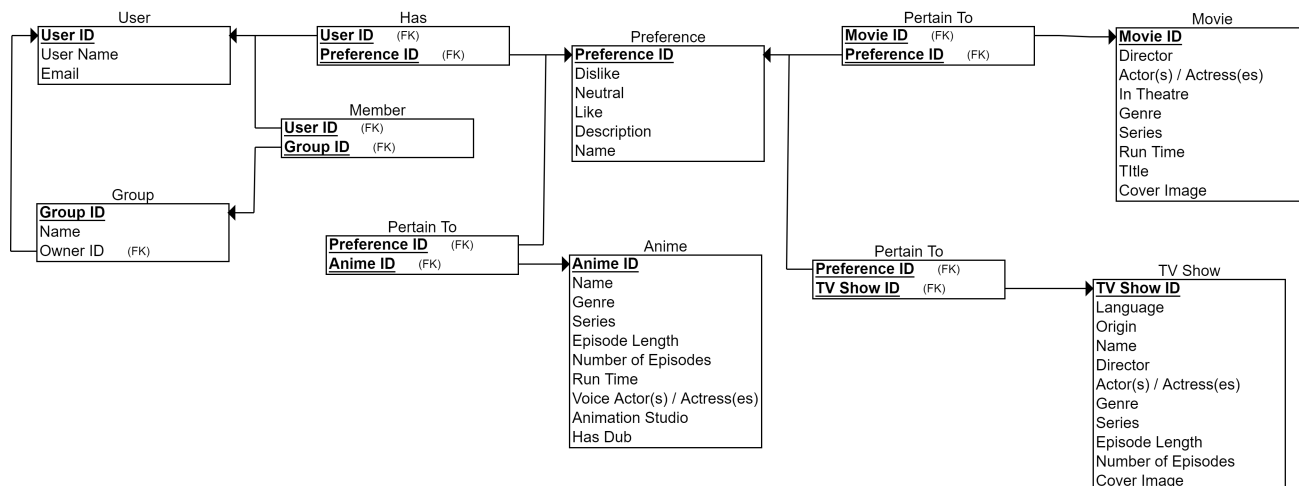 User
User ID
User Name
Email
Has
User ID (FK)
Preference ID (FK)
Member
User ID (FK)
Group ID (FK)
Group
Group ID
Name
Owner ID (FK)
Preference
Preference ID
Dislike
Neutral
Like
Description
Name
Pertain To
Preference ID (FK)
Anime ID (FK)
Anime
Anime ID
Name
Genre
Series
Episode Length
Number of Episodes
Run Time
Voice Actor(s) / Actress(es)
Animation Studio
Has Dub
Pertain To
Movie ID (FK)
Preference ID (FK)
Movie
Movie ID
Director
Actor(s) / Actress(es)
In Theatre
Genre
Series
Run Time
TItle
Cover Image
Pertain To
Preference ID (FK)
TV Show ID (FK)
TV Show
TV Show ID
Language
Origin
Name
Director
Actor(s) / Actress(es)
Genre
Series
Episode Length
Number of Episodes
Cover Image